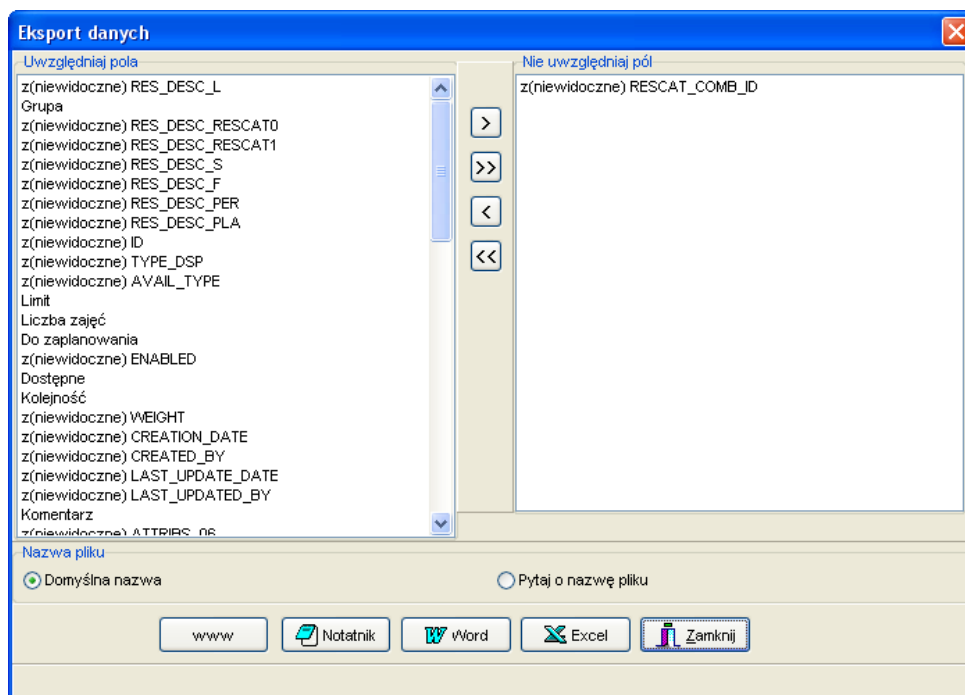 Eksport danych
Uwzględniaj pola
z(niewidoczne) RES_DESC_L
Grupa
z(niewidoczne) RES_DESC_RESCAT0
z(niewidoczne) RES_DESC_RESCAT1
z(niewidoczne) RES_DESC_S
z(niewidoczne) RES_DESC_F
z(niewidoczne) RES_DESC_PER
z(niewidoczne) RES_DESC_PLA
z(niewidoczne) ID
z(niewidoczne) TYPE_DSP
z(niewidoczne) AVAIL_TYPE
Limit
Liczba zajęć
Do zaplanowania
z(niewidoczne) ENABLED
Dostępne
Kolejność
z(niewidoczne) WEIGHT
z(niewidoczne) CREATION_DATE
z(niewidoczne) CREATED_BY
z(niewidoczne) LAST_UPDATE_DATE
z(niewidoczne) LAST_UPDATED_BY
Komentarz
z(niewidoczne) ATTRIBS_06
>
>>
<
<<
Nie uwzględniaj pól
z(niewidoczne) RESCAT_COMB_ID
Nazwa pliku
Domyślna nazwa
Pytaj o nazwę pliku
www
Notatnik
Word
Excel
Zamknij